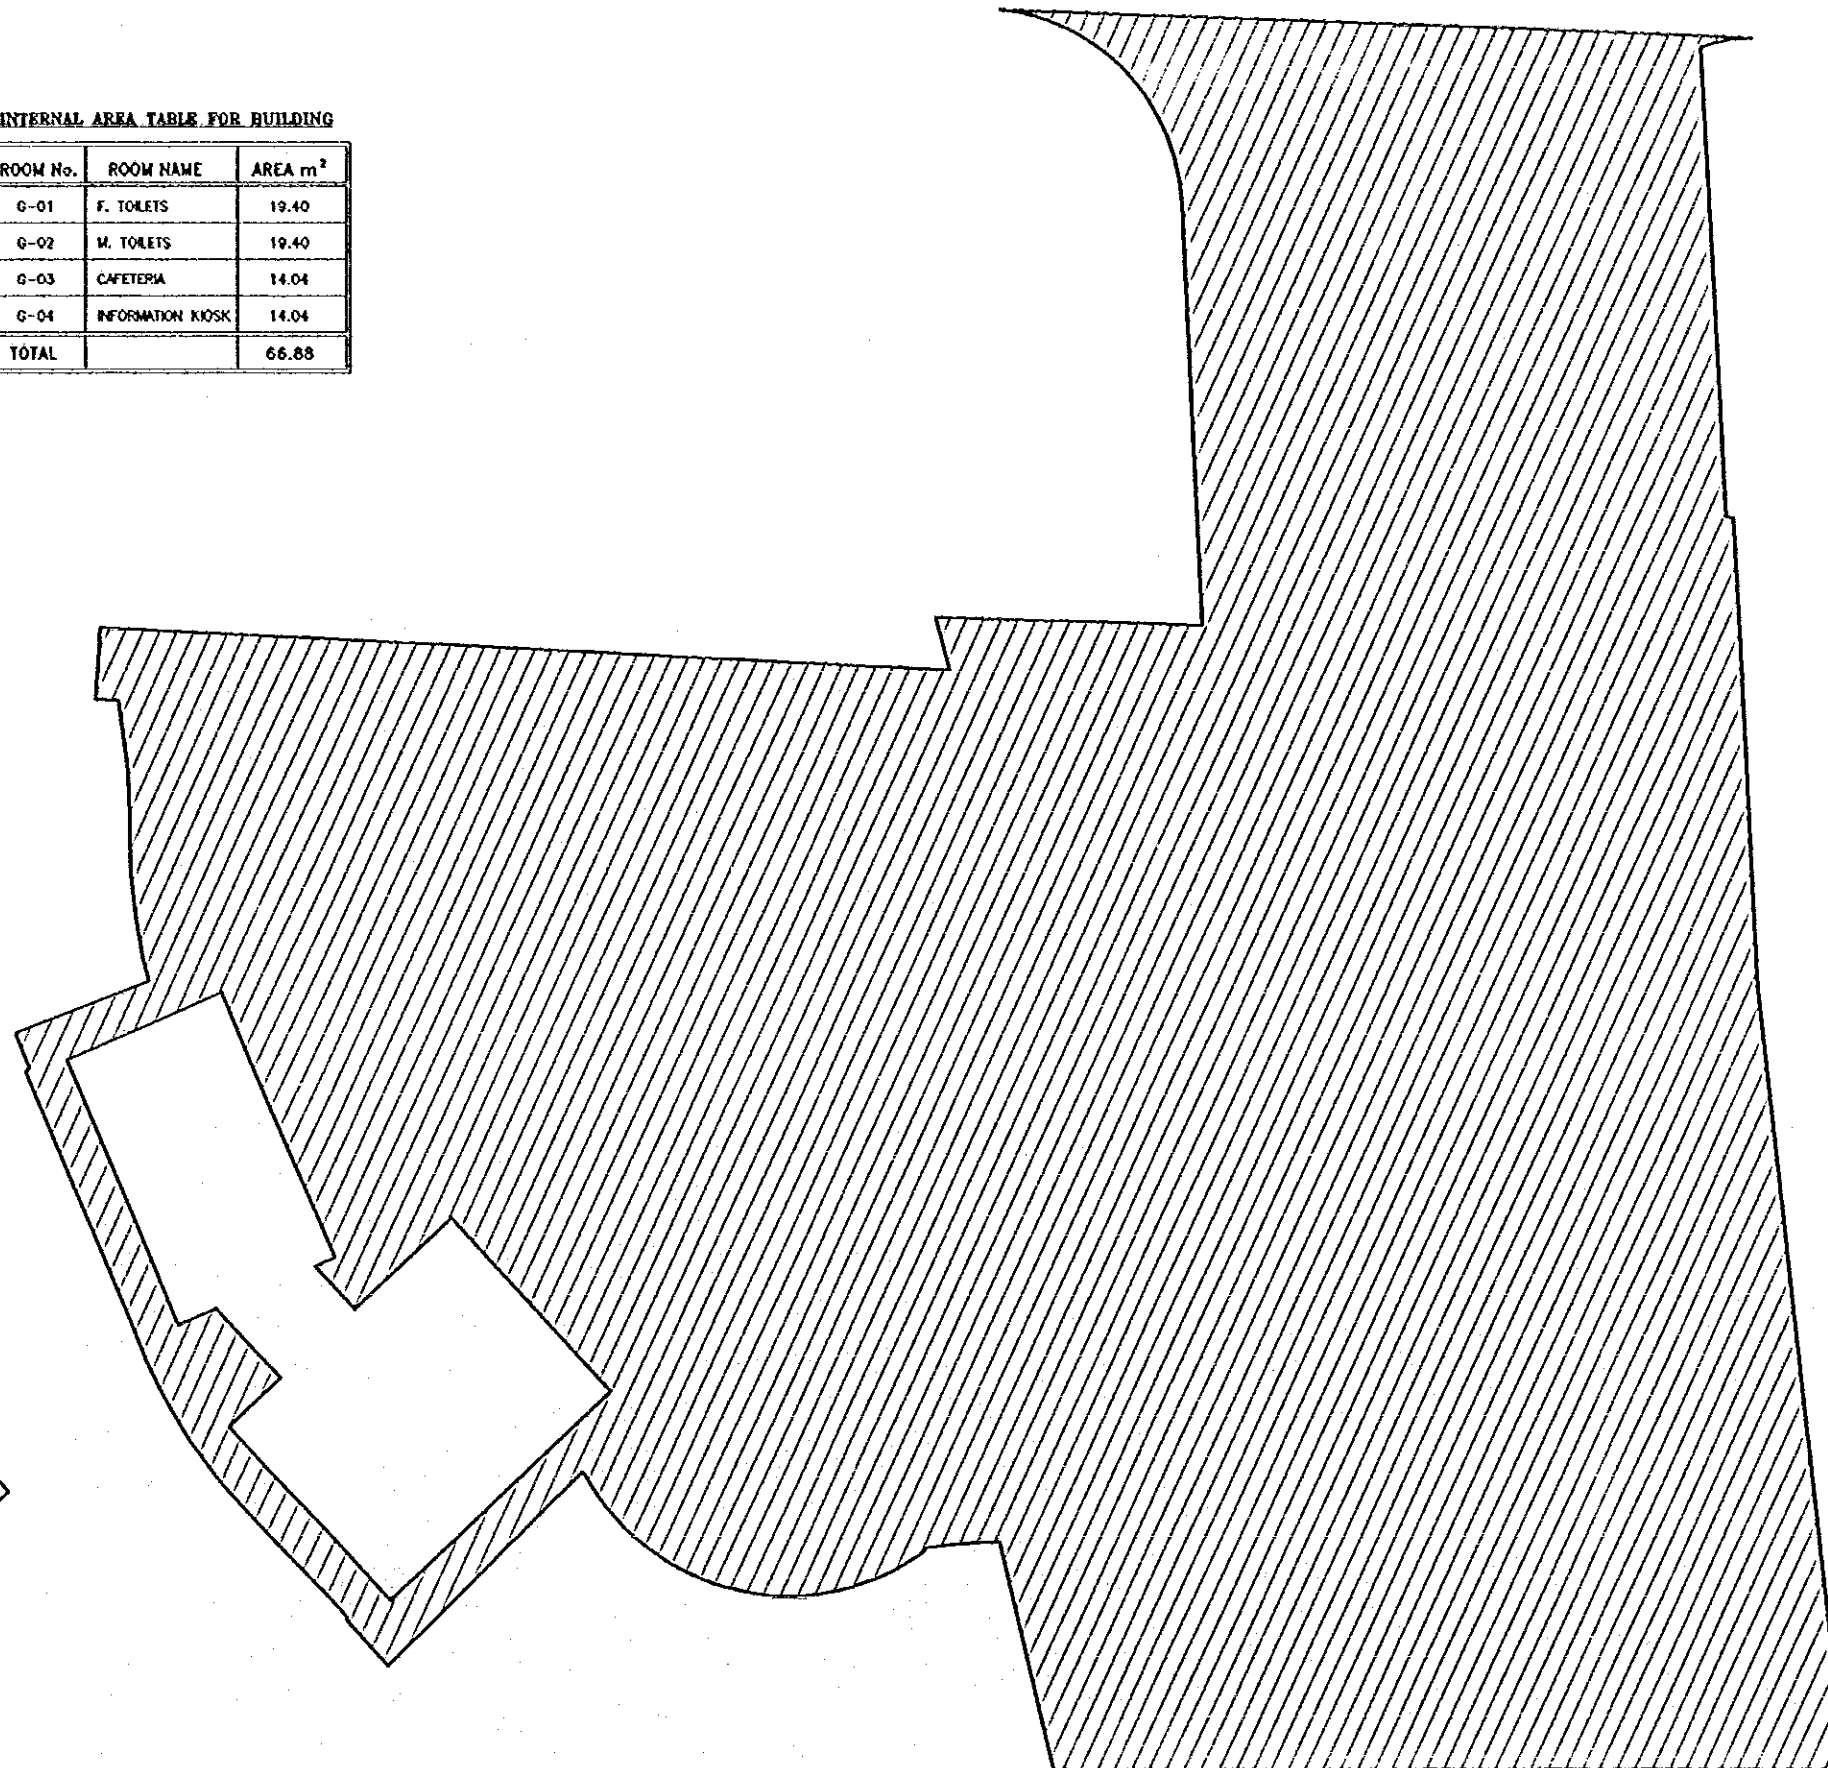 INTERNAL AREA TABLE FOR BUILDING
ROOM No. ROOM NAME AREA m²
G-01 F. TOILETS 19.40
G-02 M. TOILETS 19.40
G-03 CAFETERIA 14.04
G-04 INFORMATION KIOSK 14.04
TOTAL 66.88